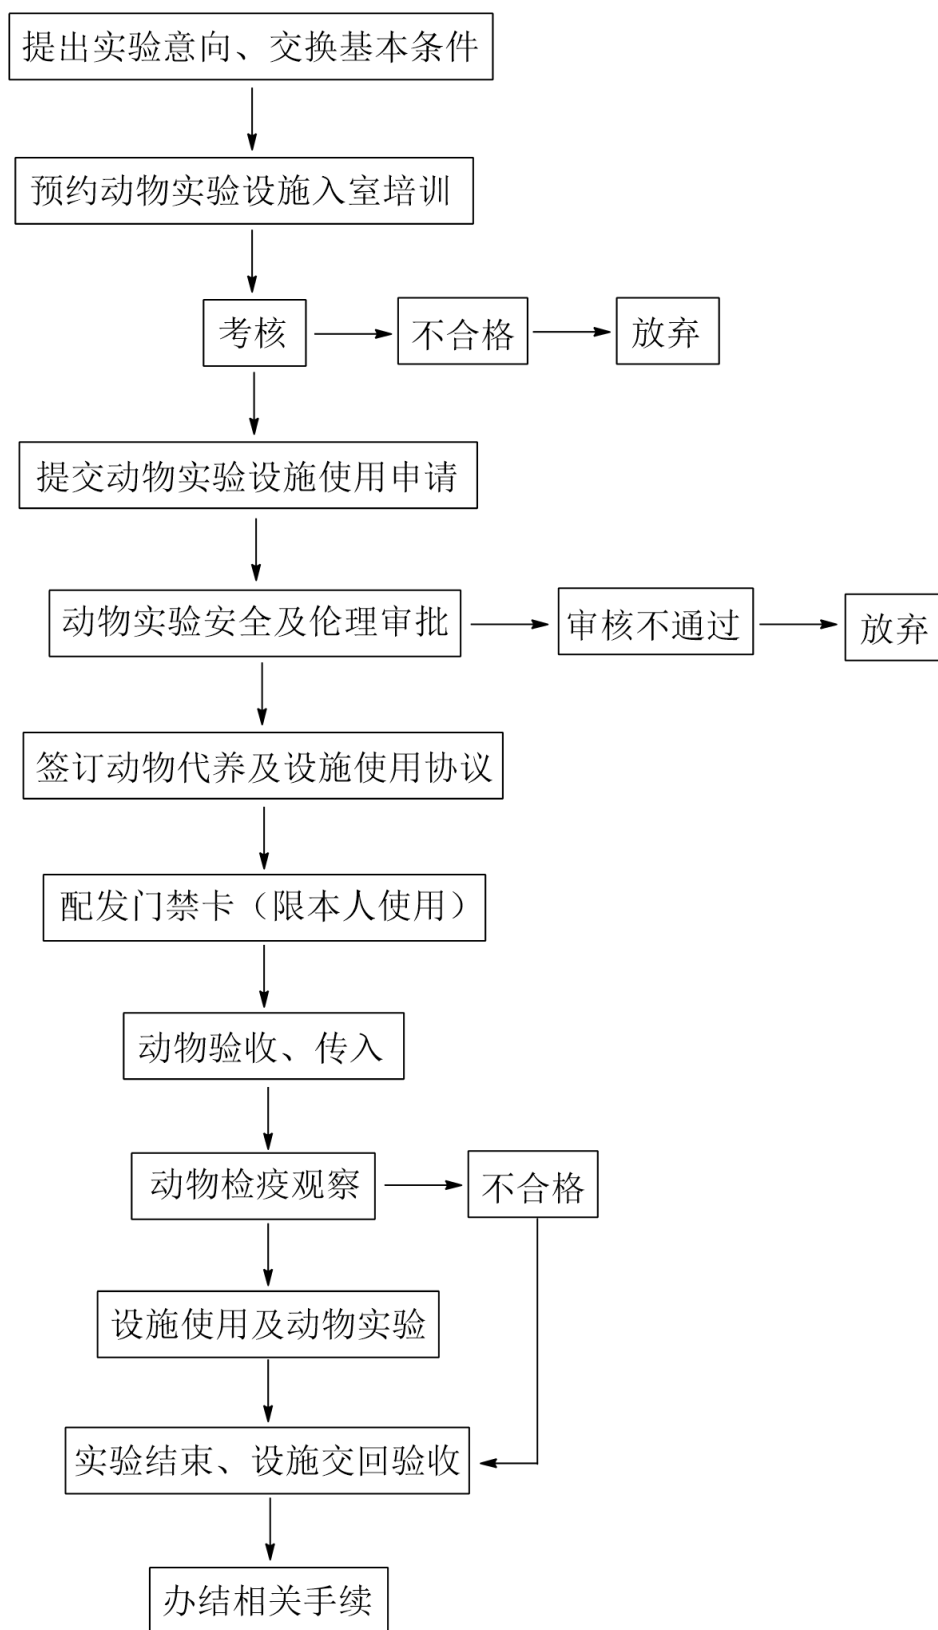 提出实验意向、交换基本条件
预约动物实验设施入室培训
考核
不合格
放弃
提交动物实验设施使用申请
动物实验安全及伦理审批
审核不通过
放弃
签订动物代养及设施使用协议
配发门禁卡（限本人使用）
动物验收、传入
动物检疫观察
不合格
设施使用及动物实验
实验结束、设施交回验收
办结相关手续